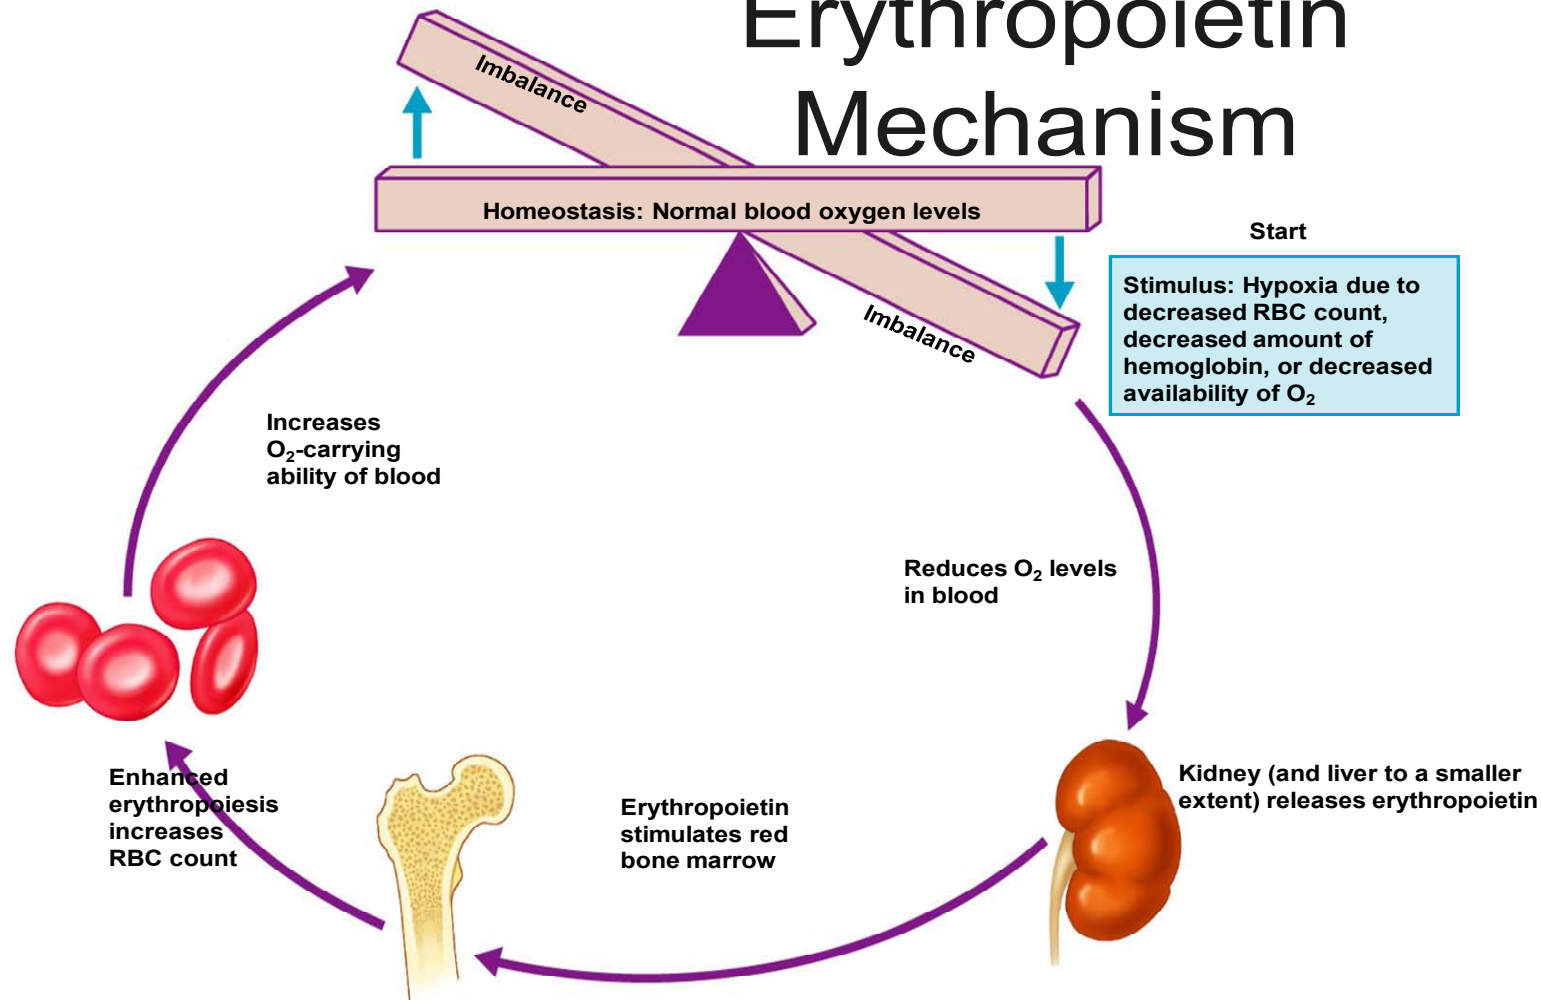 Erythropoietin
Mechanism
Imbalance
Homeostasis: Normal blood oxygen levels
Imbalance
Start
Stimulus: Hypoxia due to
decreased RBC count,
decreased amount of
hemoglobin, or decreased
availability of O₂
Reduces O₂ levels
in blood
Kidney (and liver to a smaller
extent) releases erythropoietin
Erythropoietin
stimulates red
bone marrow
Enhanced
erythropoiesis
increases
RBC count
Increases
O₂-carrying
ability of blood